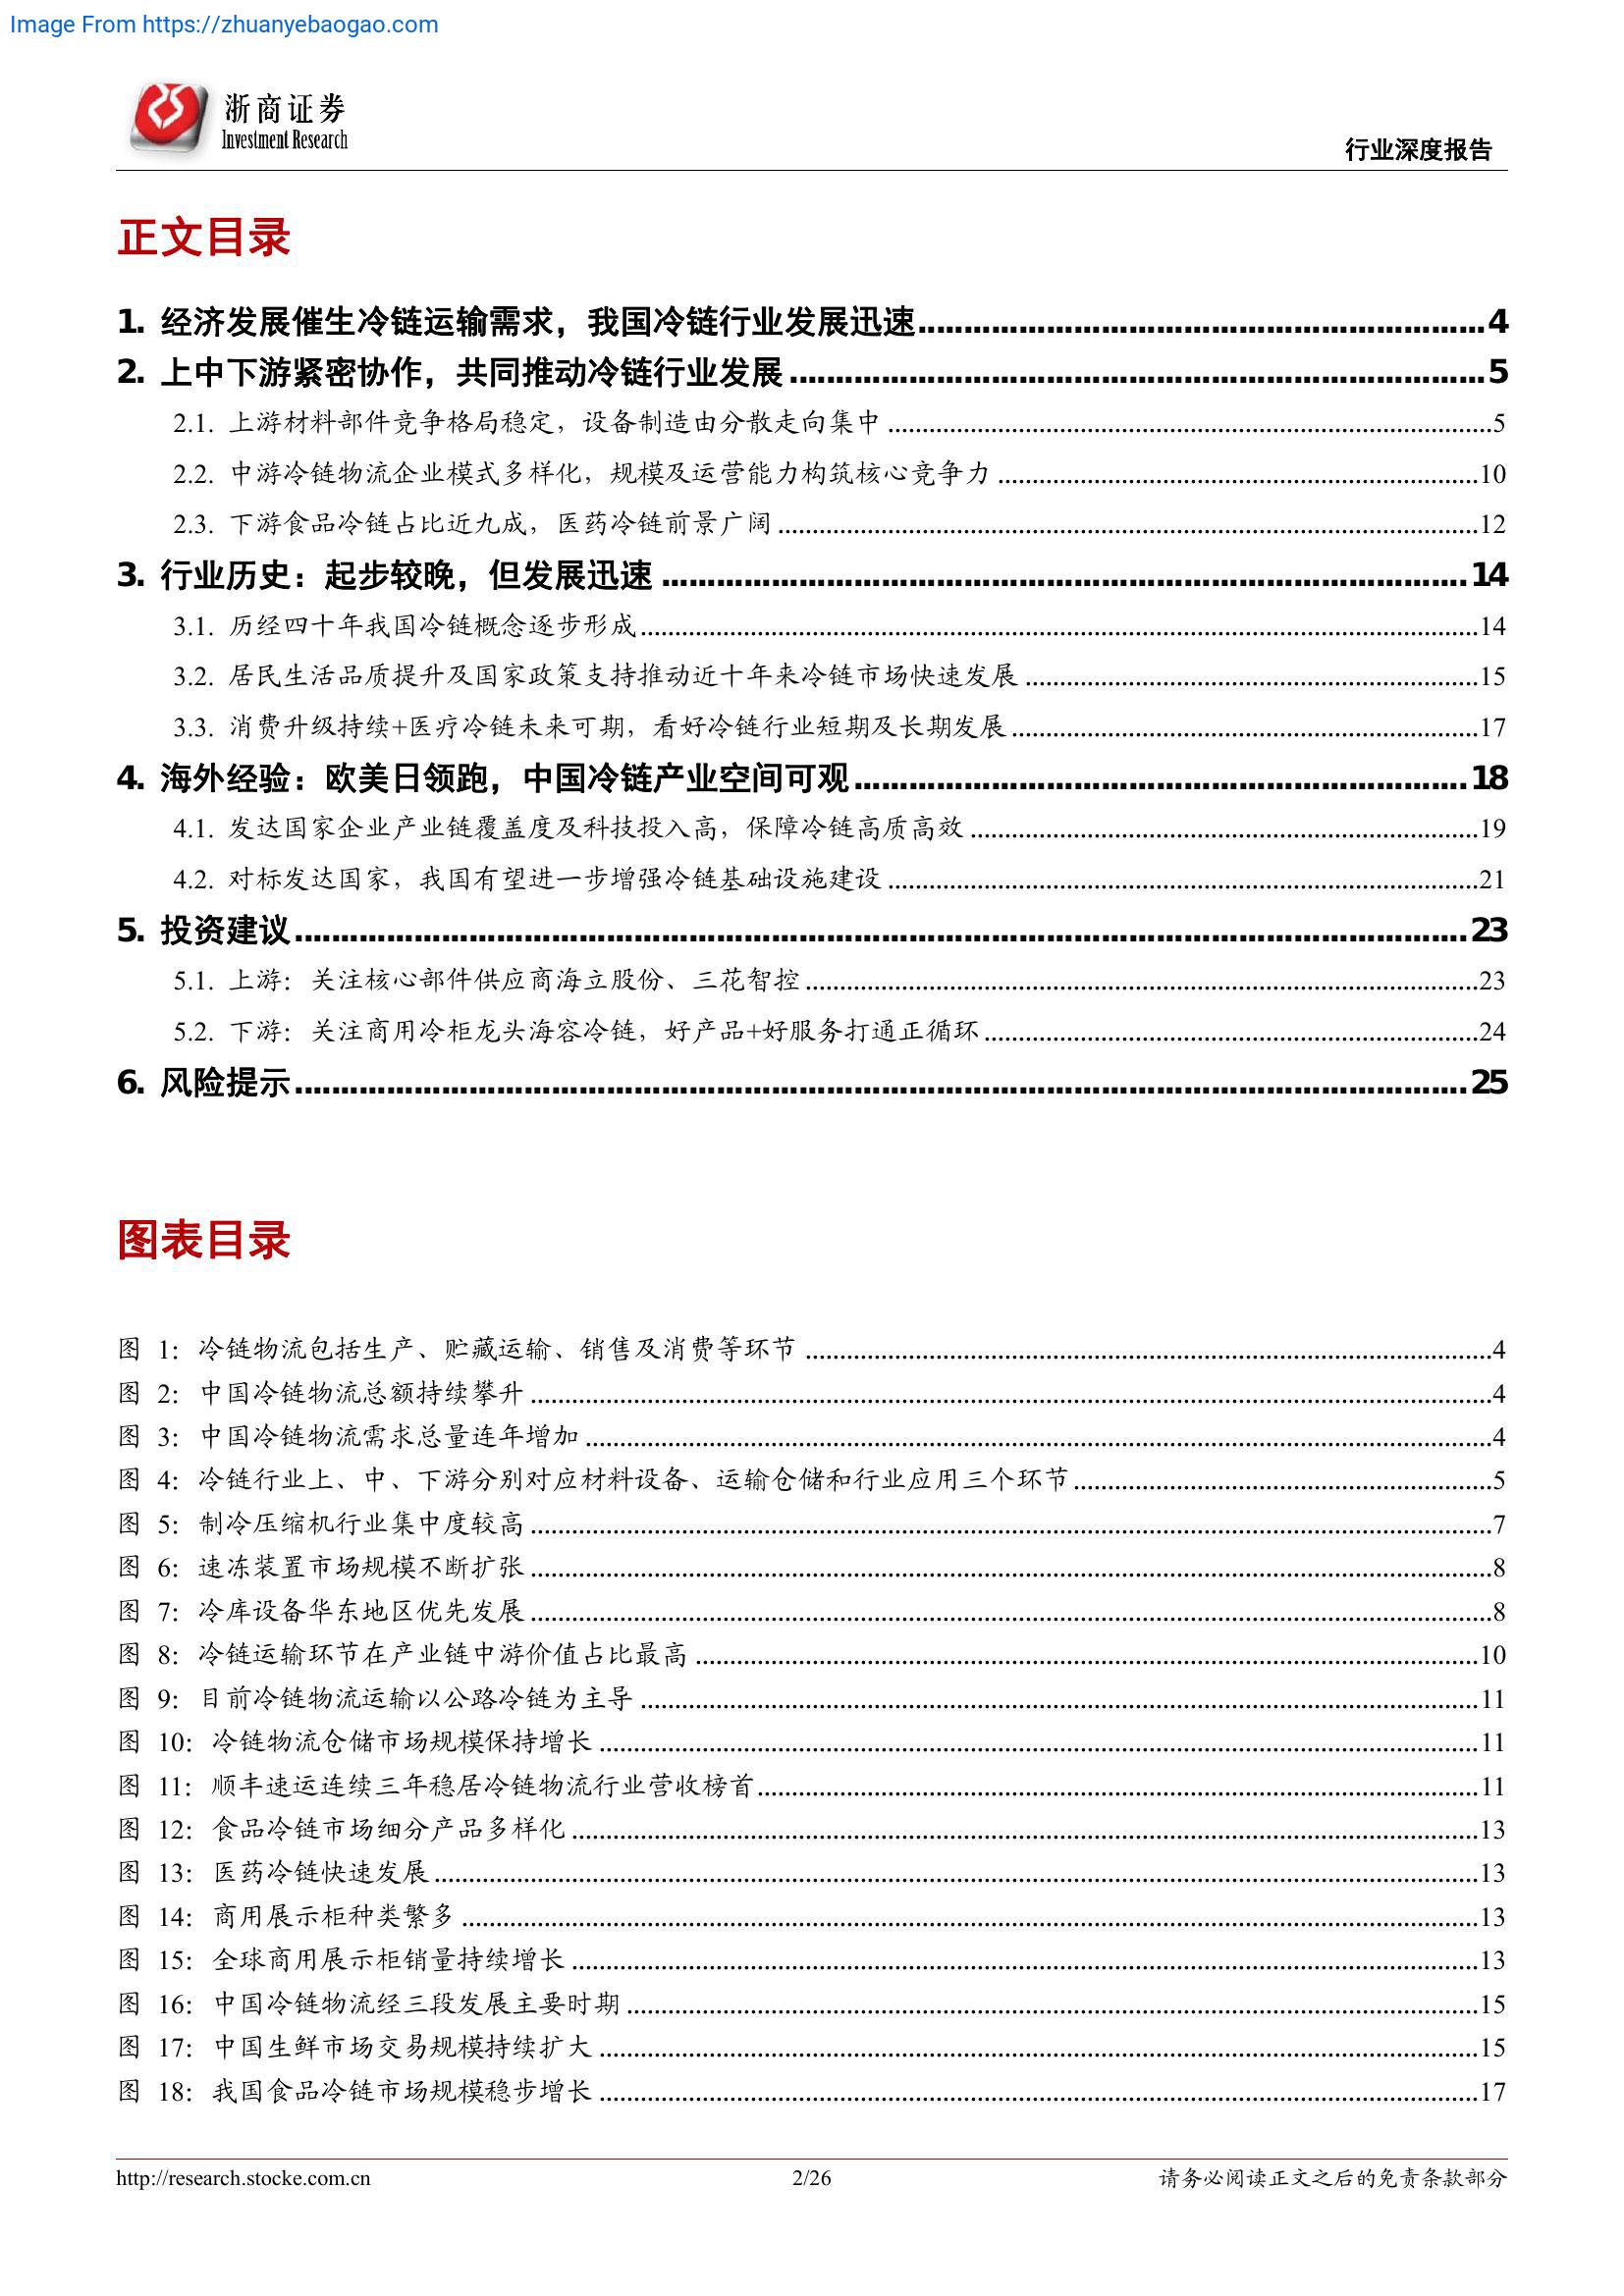 Image From https://zhuanyebaogao.com
浙商证券
Investment Research
行业深度报告
正文目录
1. 经济发展催生冷链运输需求，我国冷链行业发展迅速................................................................4
2. 上中下游紧密协作，共同推动冷链行业发展................................................................5
2.1. 上游材料部件竞争格局稳定，设备制造由分散走向集中................................................................5
2.2. 中游冷链物流企业模式多样化，规模及运营能力构筑核心竞争力................................................................10
2.3. 下游食品冷链占比近九成，医药冷链前景广阔................................................................12
3. 行业历史：起步较晚，但发展迅速................................................................14
3.1. 历经四十年我国冷链概念逐步形成................................................................14
3.2. 居民生活品质提升及国家政策支持推动近十年来冷链市场快速发展................................................................15
3.3. 消费升级持续+医疗冷链未来可期，看好冷链行业短期及长期发展................................................................17
4. 海外经验：欧美日领跑，中国冷链产业空间可观................................................................18
4.1. 发达国家企业产业链覆盖度及科技投入高，保障冷链高质高效................................................................19
4.2. 对标发达国家，我国有望进一步增强冷链基础设施建设................................................................21
5. 投资建议................................................................23
5.1. 上游：关注核心部件供应商海立股份、三花智控................................................................23
5.2. 下游：关注商用冷柜龙头海容冷链，好产品+好服务打通正循环................................................................24
6. 风险提示................................................................25
图表目录
图 1：冷链物流包括生产、贮藏运输、销售及消费等环节................................................................4
图 2：中国冷链物流总额持续攀升................................................................4
图 3：中国冷链物流需求总量连年增加................................................................4
图 4：冷链行业上、中、下游分别对应材料设备、运输仓储和行业应用三个环节................................................................5
图 5：制冷压缩机行业集中度较高................................................................7
图 6：速冻装置市场规模不断扩张................................................................8
图 7：冷库设备华东地区优先发展................................................................8
图 8：冷链运输环节在产业链中游价值占比最高................................................................10
图 9：目前冷链物流运输以公路冷链为主导................................................................11
图 10：冷链物流仓储市场规模保持增长................................................................11
图 11：顺丰速运连续三年稳居冷链物流行业营收榜首................................................................11
图 12：食品冷链市场细分产品多样化................................................................13
图 13：医药冷链快速发展................................................................13
图 14：商用展示柜种类繁多................................................................13
图 15：全球商用展示柜销量持续增长................................................................13
图 16：中国冷链物流经三段发展主要时期................................................................15
图 17：中国生鲜市场交易规模持续扩大................................................................15
图 18：我国食品冷链市场规模稳步增长................................................................17
http://research.stocke.com.cn
2/26
请务必阅读正文之后的免责条款部分